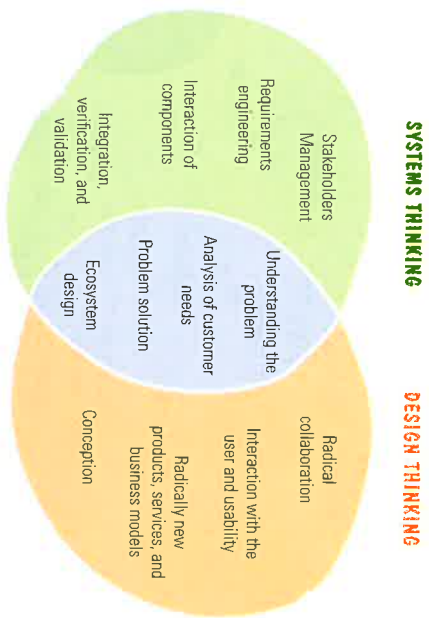 SYSTEMS THINKING
DESIGN THINKING
Stakeholders
Management
Requirements
engineering
Interaction of
components
Integration,
verification, and
validation
Understanding the
problem
Analysis of customer
needs
Problem solution
Ecosystem
design
Radical
collaboration
Interaction with the
user and usability
Radically new
products, services, and
business models
Conception